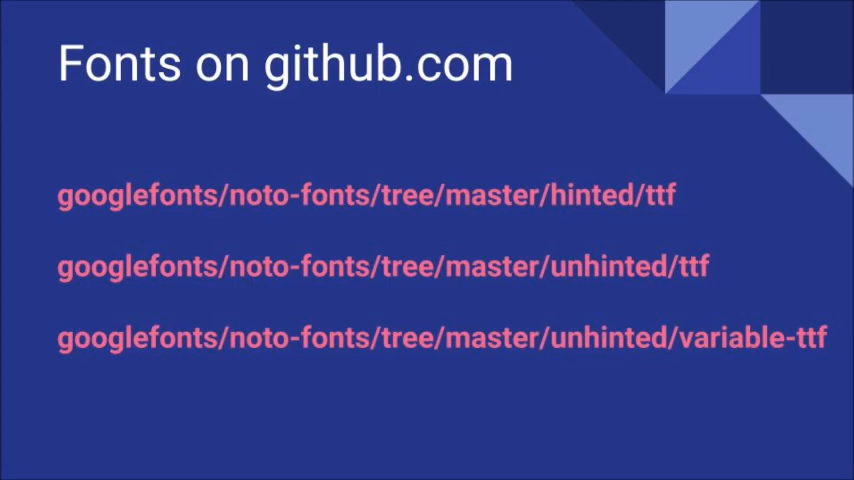 Fonts on github.com
googlefonts/noto-fonts/tree/master/hinted/ttf
googlefonts/noto-fonts/tree/master/unhinted/ttf
googlefonts/noto-fonts/tree/master/unhinted/variable-ttf